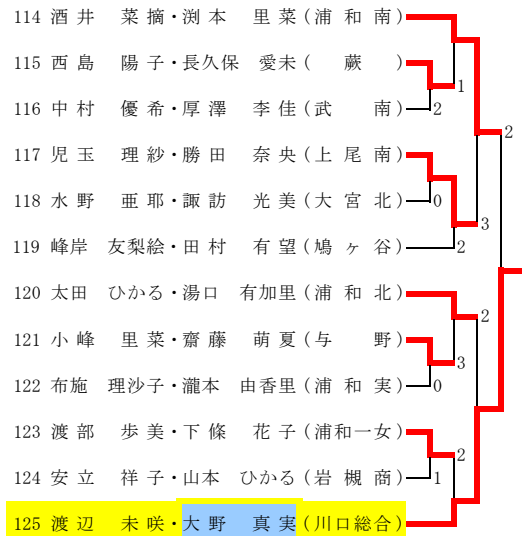 114 酒井 菜摘・渕本 里菜(浦和南)
115 西島 陽子・長久保 愛未( 蕨 )
1
116 中村 優希・厚澤 李佳(武 南)
2
2
117 児玉 理紗・勝田 奈央(上尾南)
118 水野 亜耶・諏訪 光美(大宮北)
0
3
119 峰岸 友梨絵・田村 有望(鳩ヶ谷)
2
120 太田 ひかる・湯口 有加里(浦和北)
2
121 小峰 里菜・齋藤 萌夏(与 野)
3
122 布施 理沙子・瀧本 由香里(浦和実)
0
123 渡部 歩美・下條 花子(浦和一女)
2
124 安立 祥子・山本 ひかる(岩槻商)
1
125 渡辺 未咲・大野 真実(川口総合)